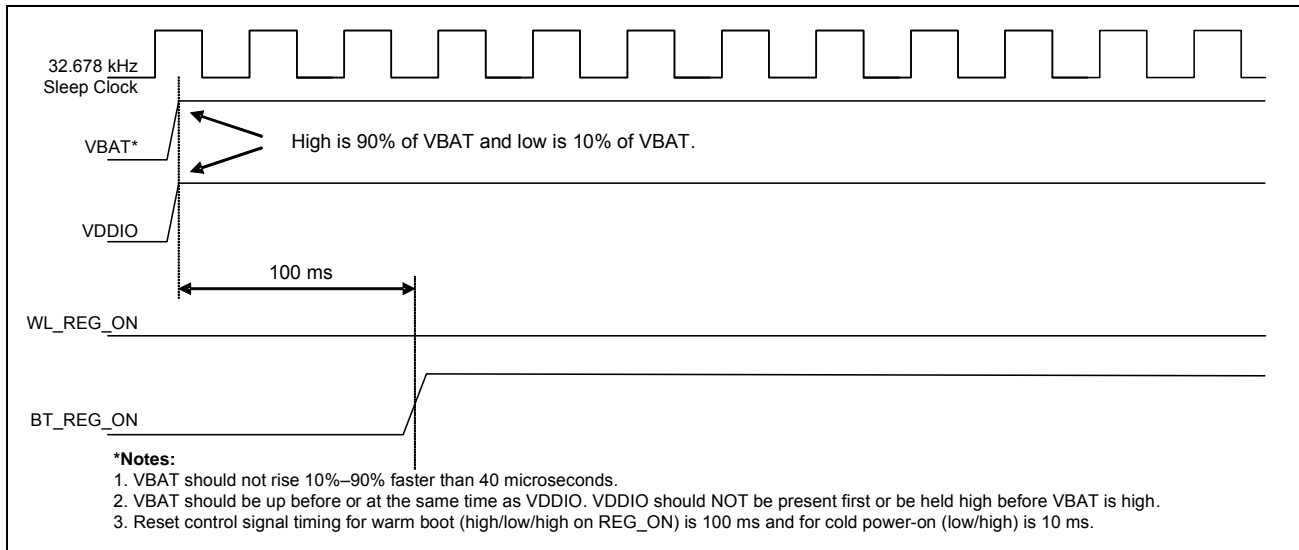 32.678 kHz
Sleep Clock
VBAT*
High is 90% of VBAT and low is 10% of VBAT.
VDDIO
100 ms
WL_REG_ON
BT_REG_ON
*Notes:
1. VBAT should not rise 10%–90% faster than 40 microseconds.
2. VBAT should be up before or at the same time as VDDIO. VDDIO should NOT be present first or be held high before VBAT is high.
3. Reset control signal timing for warm boot (high/low/high on REG_ON) is 100 ms and for cold power-on (low/high) is 10 ms.